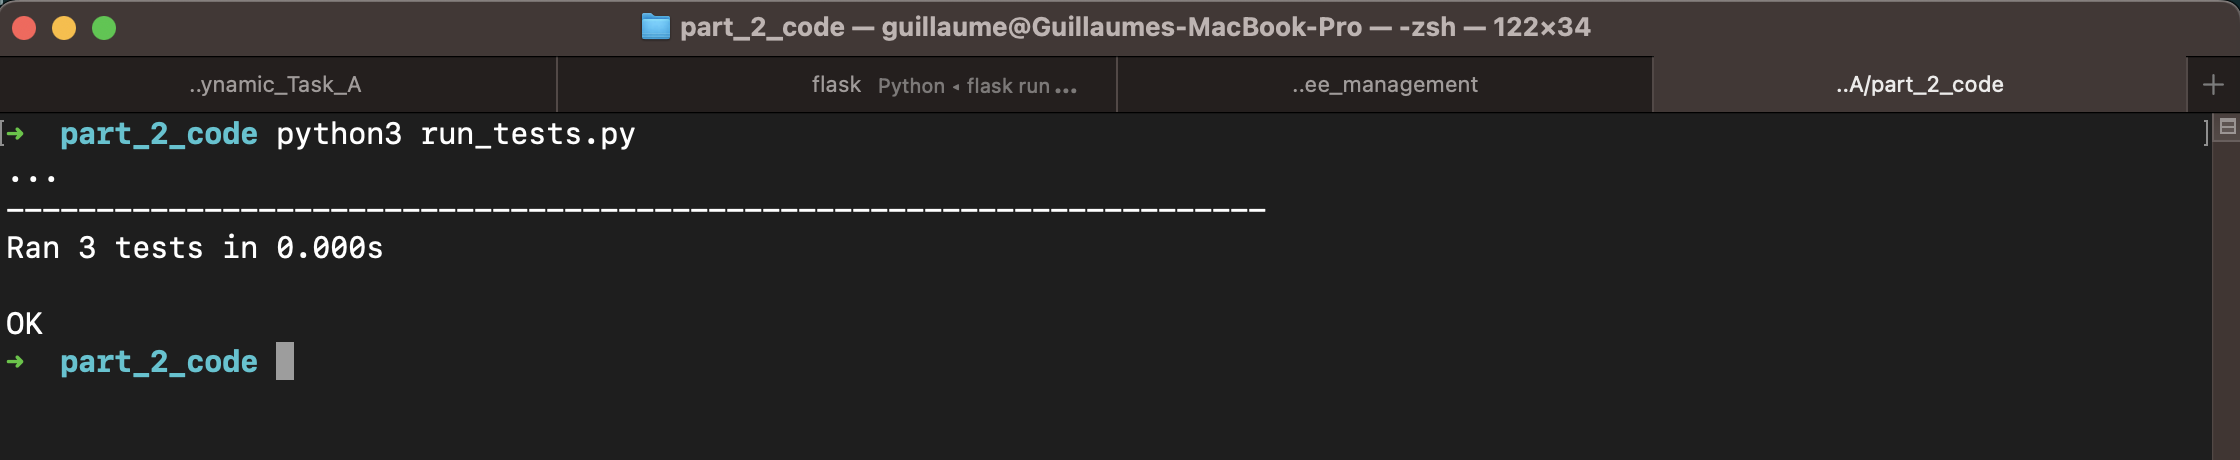 part_2_code — guillaume@Guillaumes-MacBook-Pro — -zsh — 122×34
..ynamic_Task_A
flask Python ◂ flask run ...
..ee_management
..A/part_2_code
+
[➜ part_2_code python3 run_tests.py ]
...
----------------------------------------------------------------------
Ran 3 tests in 0.000s
OK
➜ part_2_code